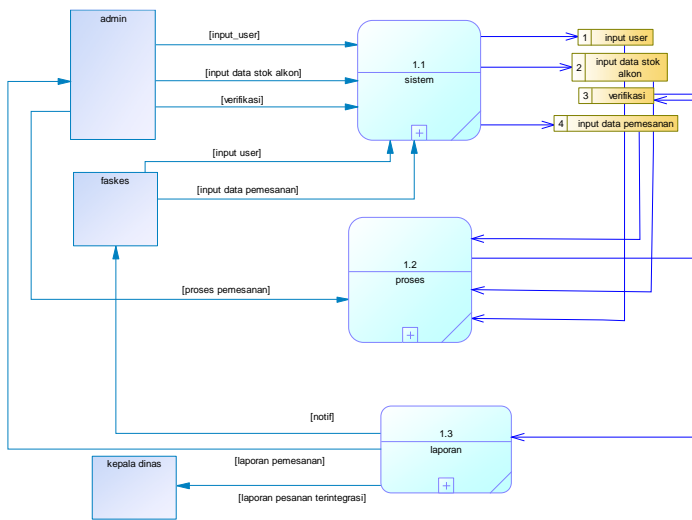 admin
[input_user]
[input data stok alkon]
[verifikasi]
1.1
sistem
1 input user
2 input data stok
alkon
3 verifikasi
4 input data pemesanan
[input user]
faskes
[input data pemesanan]
1.2
proses
[proses pemesanan]
[notif]
1.3
laporan
[laporan pemesanan]
kepala dinas
[laporan pesanan terintegrasi]